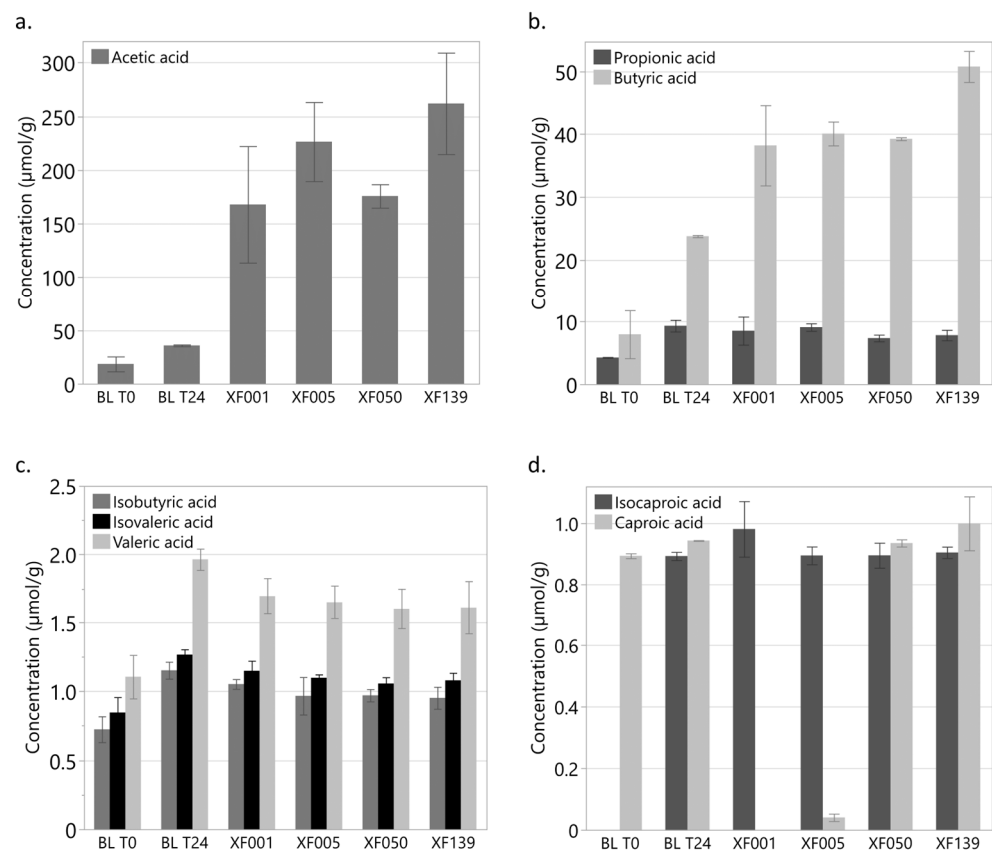 a.
Acetic acid
Concentration (µmol/g)
300
250
200
150
100
50
0
BL T0 BL T24 XF001 XF005 XF050 XF139
b.
Propionic acid
Butyric acid
Concentration (µmol/g)
50
40
30
20
10
0
BL T0 BL T24 XF001 XF005 XF050 XF139
c.
Isobutyric acid
Isovaleric acid
Valeric acid
Concentration (µmol/g)
2.5
2.0
1.5
1.0
0.5
0
BL T0 BL T24 XF001 XF005 XF050 XF139
d.
Isocaproic acid
Caproic acid
Concentration (µmol/g)
1.0
0.8
0.6
0.4
0.2
0
BL T0 BL T24 XF001 XF005 XF050 XF139